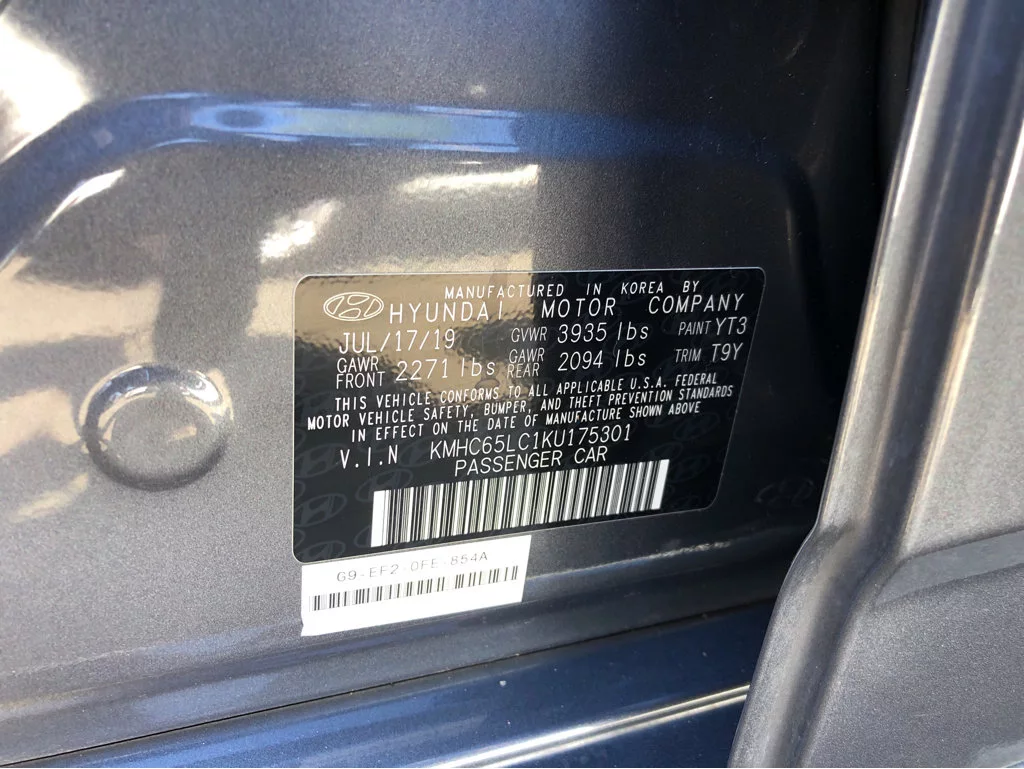 MANUFACTURED IN KOREA BY
HYUNDAI MOTOR COMPANY
JUL/17/19 GVWR 3935 lbs PAINT YT3
GAWR FRONT 2271 lbs GAWR REAR 2094 lbs TRIM T9Y
THIS VEHICLE CONFORMS TO ALL APPLICABLE U.S.A. FEDERAL
MOTOR VEHICLE SAFETY, BUMPER, AND THEFT PREVENTION STANDARDS
IN EFFECT ON THE DATE OF MANUFACTURE SHOWN ABOVE
V.I.N KMHC65LC1KU175301
PASSENGER CAR
G9-EF2-0FE-854A